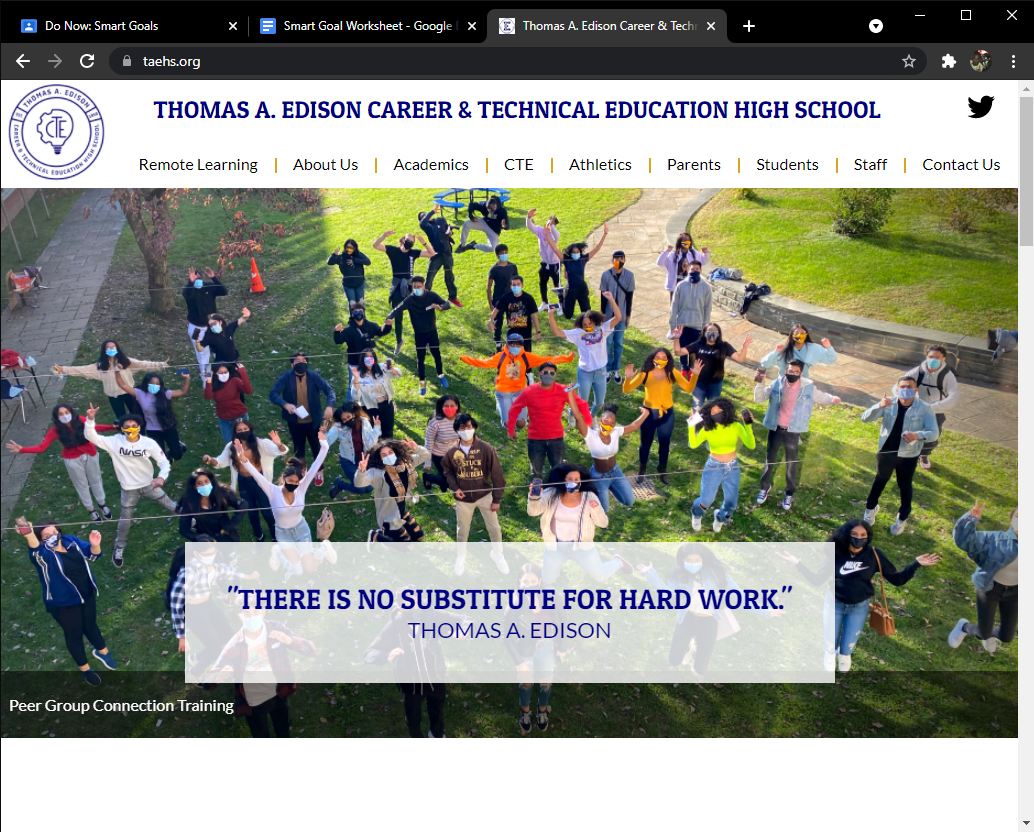 Do Now: Smart Goals
Smart Goal Worksheet - Google
Thomas A. Edison Career & Techn
taehs.org
THOMAS A. EDISON
CAREER & TECHNICAL EDUCATION HIGH SCHOOL
CTE
THOMAS A. EDISON CAREER & TECHNICAL EDUCATION HIGH SCHOOL
Remote Learning | About Us | Academics | CTE | Athletics | Parents | Students | Staff | Contact Us
NASA
NIKE
"THERE IS NO SUBSTITUTE FOR HARD WORK."
THOMAS A. EDISON
Peer Group Connection Training